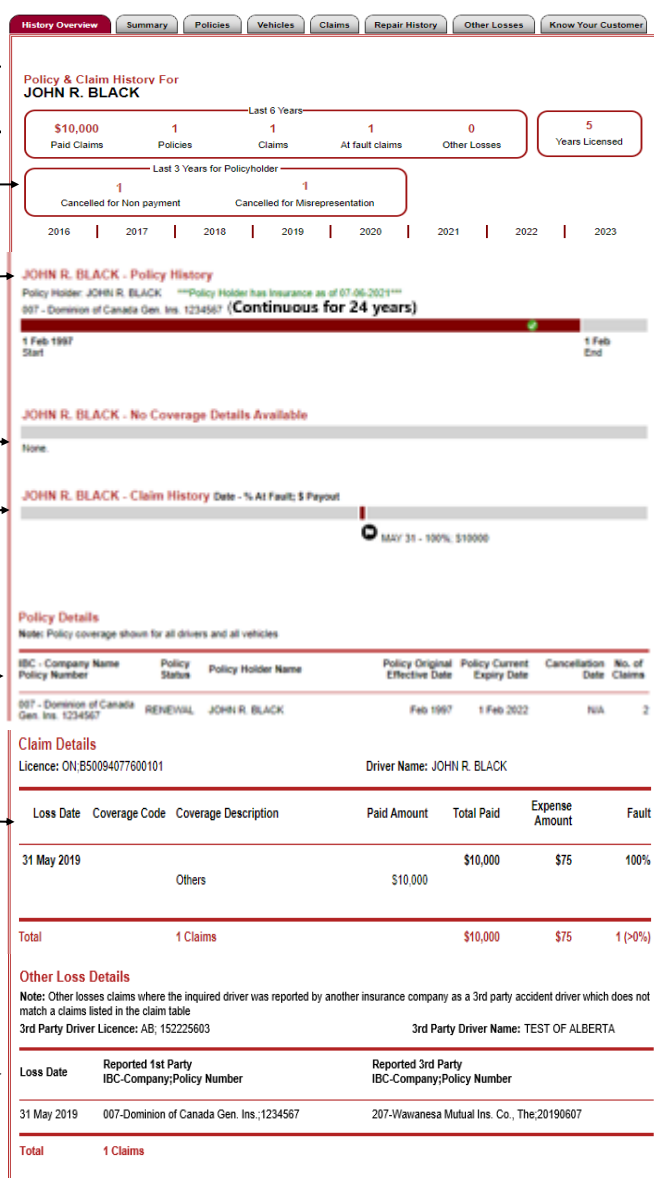 History Overview Summary Policies Vehicles Claims Repair History Other Losses Know Your Customer
Policy & Claim History For
JOHN R. BLACK
Last 6 Years
$10,000 1 1 1 0 5
Paid Claims Policies Claims At fault claims Other Losses Years Licensed
Last 3 Years for Policyholder
1 1
Cancelled for Non payment Cancelled for Misrepresentation
2016 2017 2018 2019 2020 2021 2022 2023
JOHN R. BLACK - Policy History
Policy Holder: JOHN R. BLACK ***Policy Holder has Insurance as of 07-06-2021***
007 - Dominion of Canada Gen. Ins. 1234567 (Continuous for 24 years)
1 Feb 1997 1 Feb
Start End
JOHN R. BLACK - No Coverage Details Available
None.
JOHN R. BLACK - Claim History Date - % At Fault; $ Payout
MAY 31 - 100%; $10000
Policy Details
Note: Policy coverage shown for all drivers and all vehicles
IBC - Company Name Policy Policy Holder Name Policy Original Policy Current Cancellation No. of
Policy Number Status Effective Date Expiry Date Date Claims
007 - Dominion of Canada RENEWAL JOHN R. BLACK Feb 1997 1 Feb 2022 N/A 2
Gen. Ins. 1234567
Claim Details
Licence: ON;B50094077600101 Driver Name: JOHN R. BLACK
Loss Date Coverage Code Coverage Description Paid Amount Total Paid Expense Amount Fault
31 May 2019 $10,000 $75 100%
Others $10,000
Total 1 Claims $10,000 $75 1 (>0%)
Other Loss Details
Note: Other losses claims where the inquired driver was reported by another insurance company as a 3rd party accident driver which does not
match a claims listed in the claim table
3rd Party Driver Licence: AB; 152225603 3rd Party Driver Name: TEST OF ALBERTA
Loss Date Reported 1st Party Reported 3rd Party
IBC-Company;Policy Number IBC-Company;Policy Number
31 May 2019 007-Dominion of Canada Gen. Ins.;1234567 207-Wawanesa Mutual Ins. Co., The;20190607
Total 1 Claims